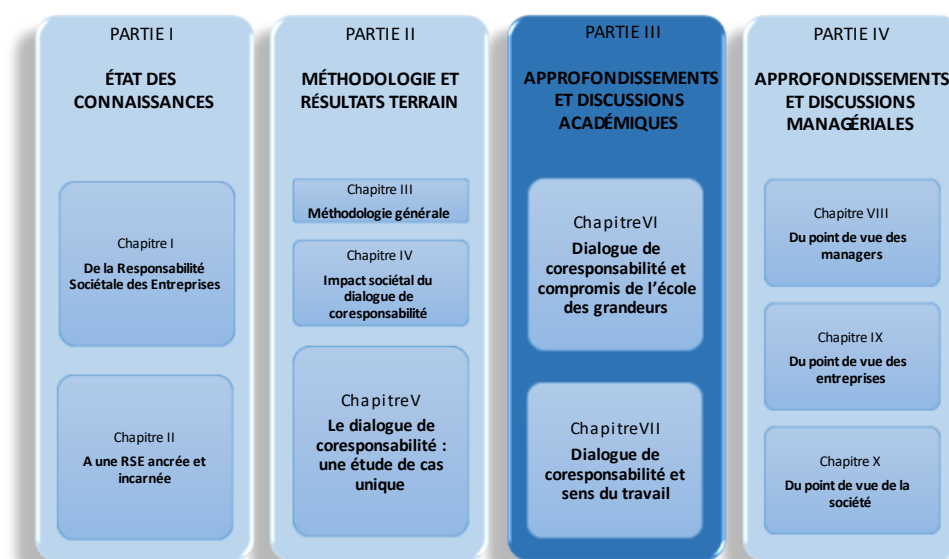 PARTIE I
ÉTAT DES
CONNAISSANCES
Chapitre I
De la Responsabilité
Sociétale des Entreprises
Chapitre II
A une RSE ancrée et
incarnée
PARTIE II
MÉTHODOLOGIE ET
RÉSULTATS TERRAIN
Chapitre III
Méthodologie générale
Chapitre IV
Impact sociétal du
dialogue de
coresponsabilité
Chapitre V
Le dialogue de
coresponsabilité :
une étude de cas
unique
PARTIE III
APPROFONDISSEMENTS
ET DISCUSSIONS
ACADÉMIQUES
Chapitre VI
Dialogue de
coresponsabilité et
compromis de l’école
des grandeurs
Chapitre VII
Dialogue de
coresponsabilité et
sens du travail
PARTIE IV
APPROFONDISSEMENTS
ET DISCUSSIONS
MANAGÉRIALES
Chapitre VIII
Du point de vue des
managers
Chapitre IX
Du point de vue des
entreprises
Chapitre X
Du point de vue de la
société